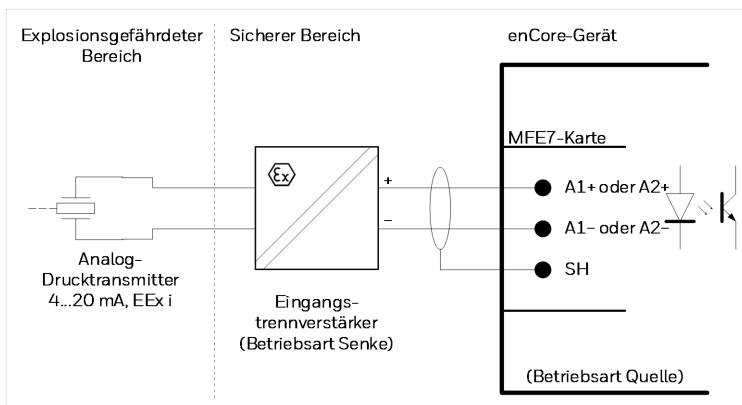 Explosionsgefährdeter
Bereich
Sicherer Bereich
enCore-Gerät
MFE7-Karte
Ex
+
A1+ oder A2+
−
A1− oder A2−
SH
Analog-
Drucktransmitter
4...20 mA, EEx i
Eingangs-
trennverstärker
(Betriebsart Senke)
(Betriebsart Quelle)